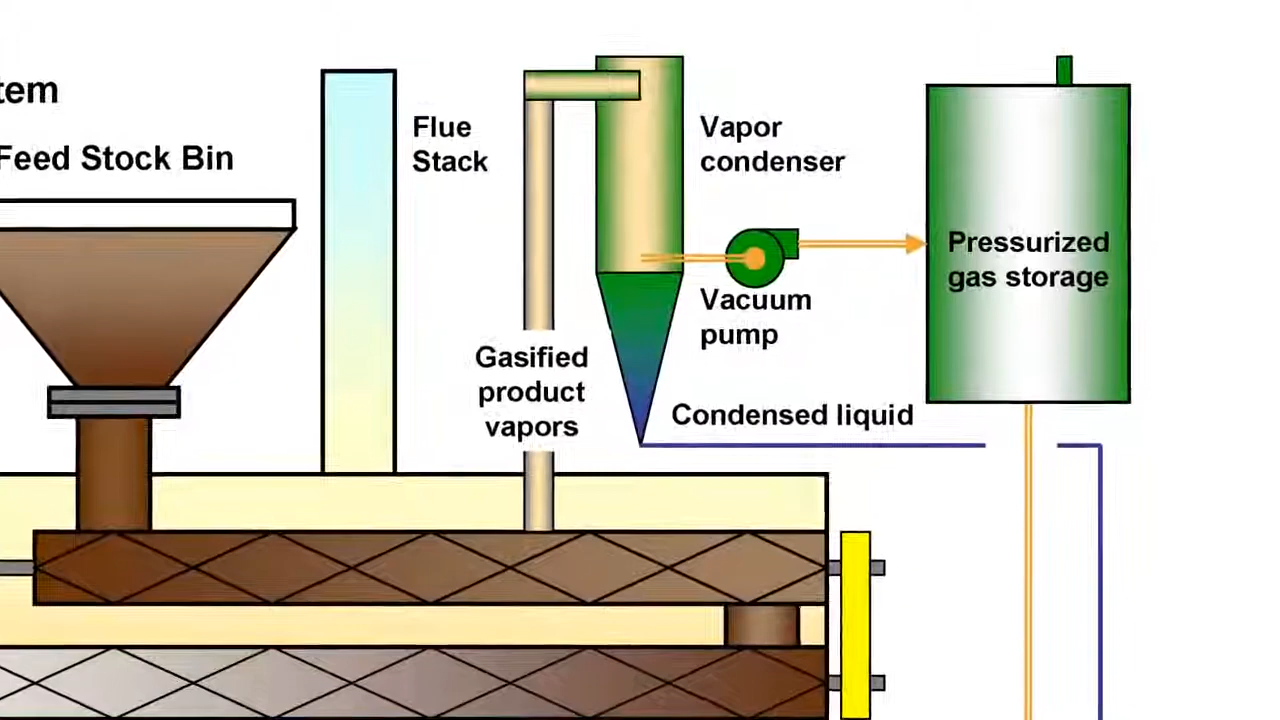 tem
Feed Stock Bin
Flue
Stack
Vapor
condenser
Pressurized
gas storage
Vacuum
pump
Gasified
product
vapors
Condensed liquid